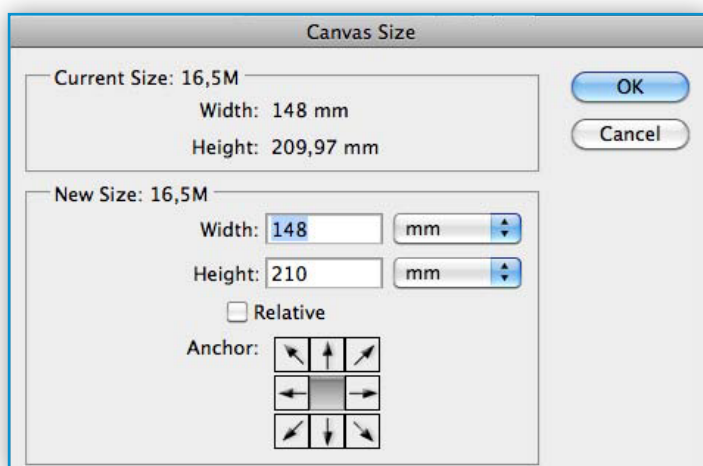 Canvas Size
Current Size: 16,5M
Width: 148 mm
Height: 209,97 mm
OK
Cancel
New Size: 16,5M
Width: 148 mm
Height: 210 mm
Relative
Anchor: